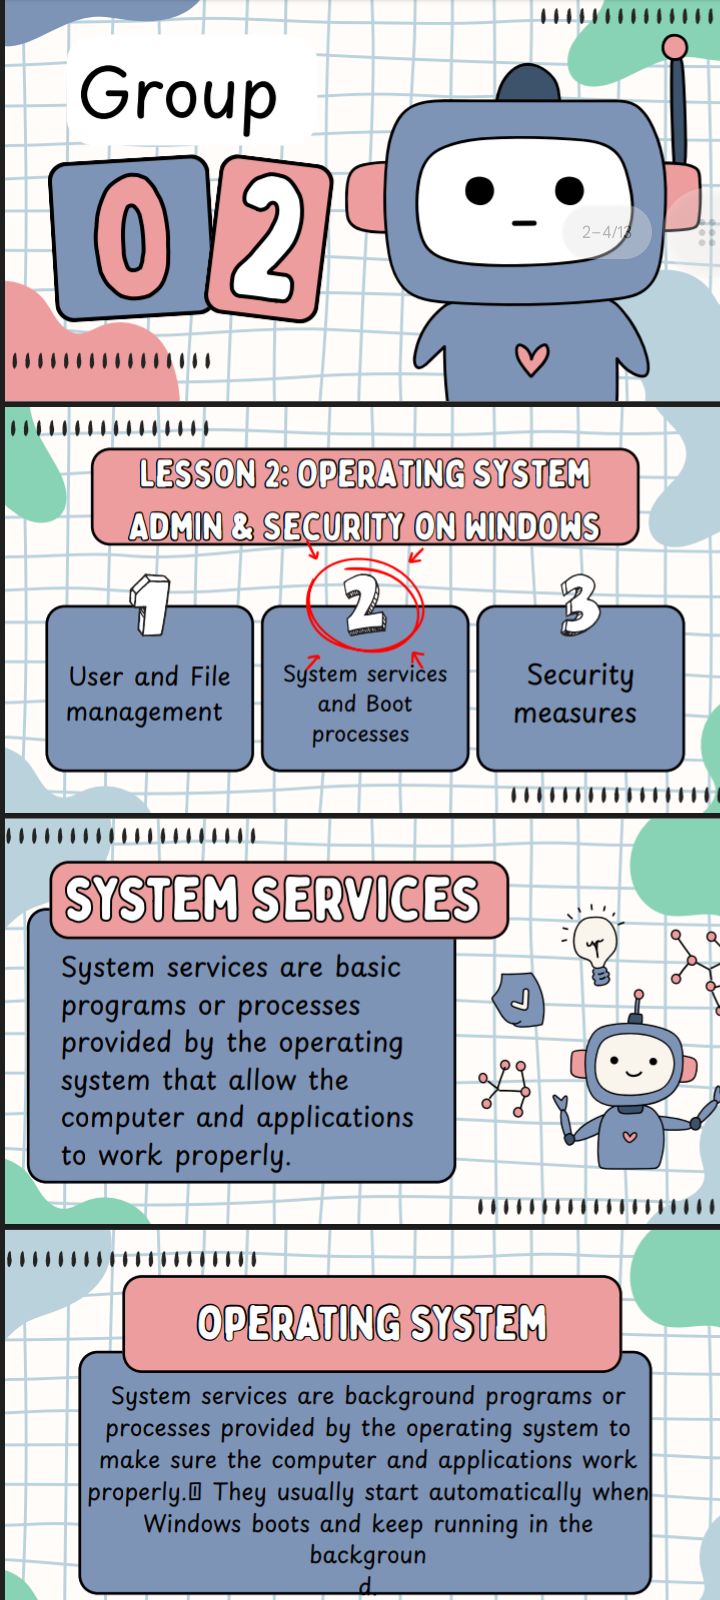 Group
02
2-4/13
LESSON 2: OPERATING SYSTEM
ADMIN & SECURITY ON WINDOWS
1
User and File
management
2
System services
and Boot
processes
3
Security
measures
SYSTEM SERVICES
System services are basic
programs or processes
provided by the operating
system that allow the
computer and applications
to work properly.
OPERATING SYSTEM
System services are background programs or
processes provided by the operating system to
make sure the computer and applications work
properly. They usually start automatically when
Windows boots and keep running in the
backgroun
d.